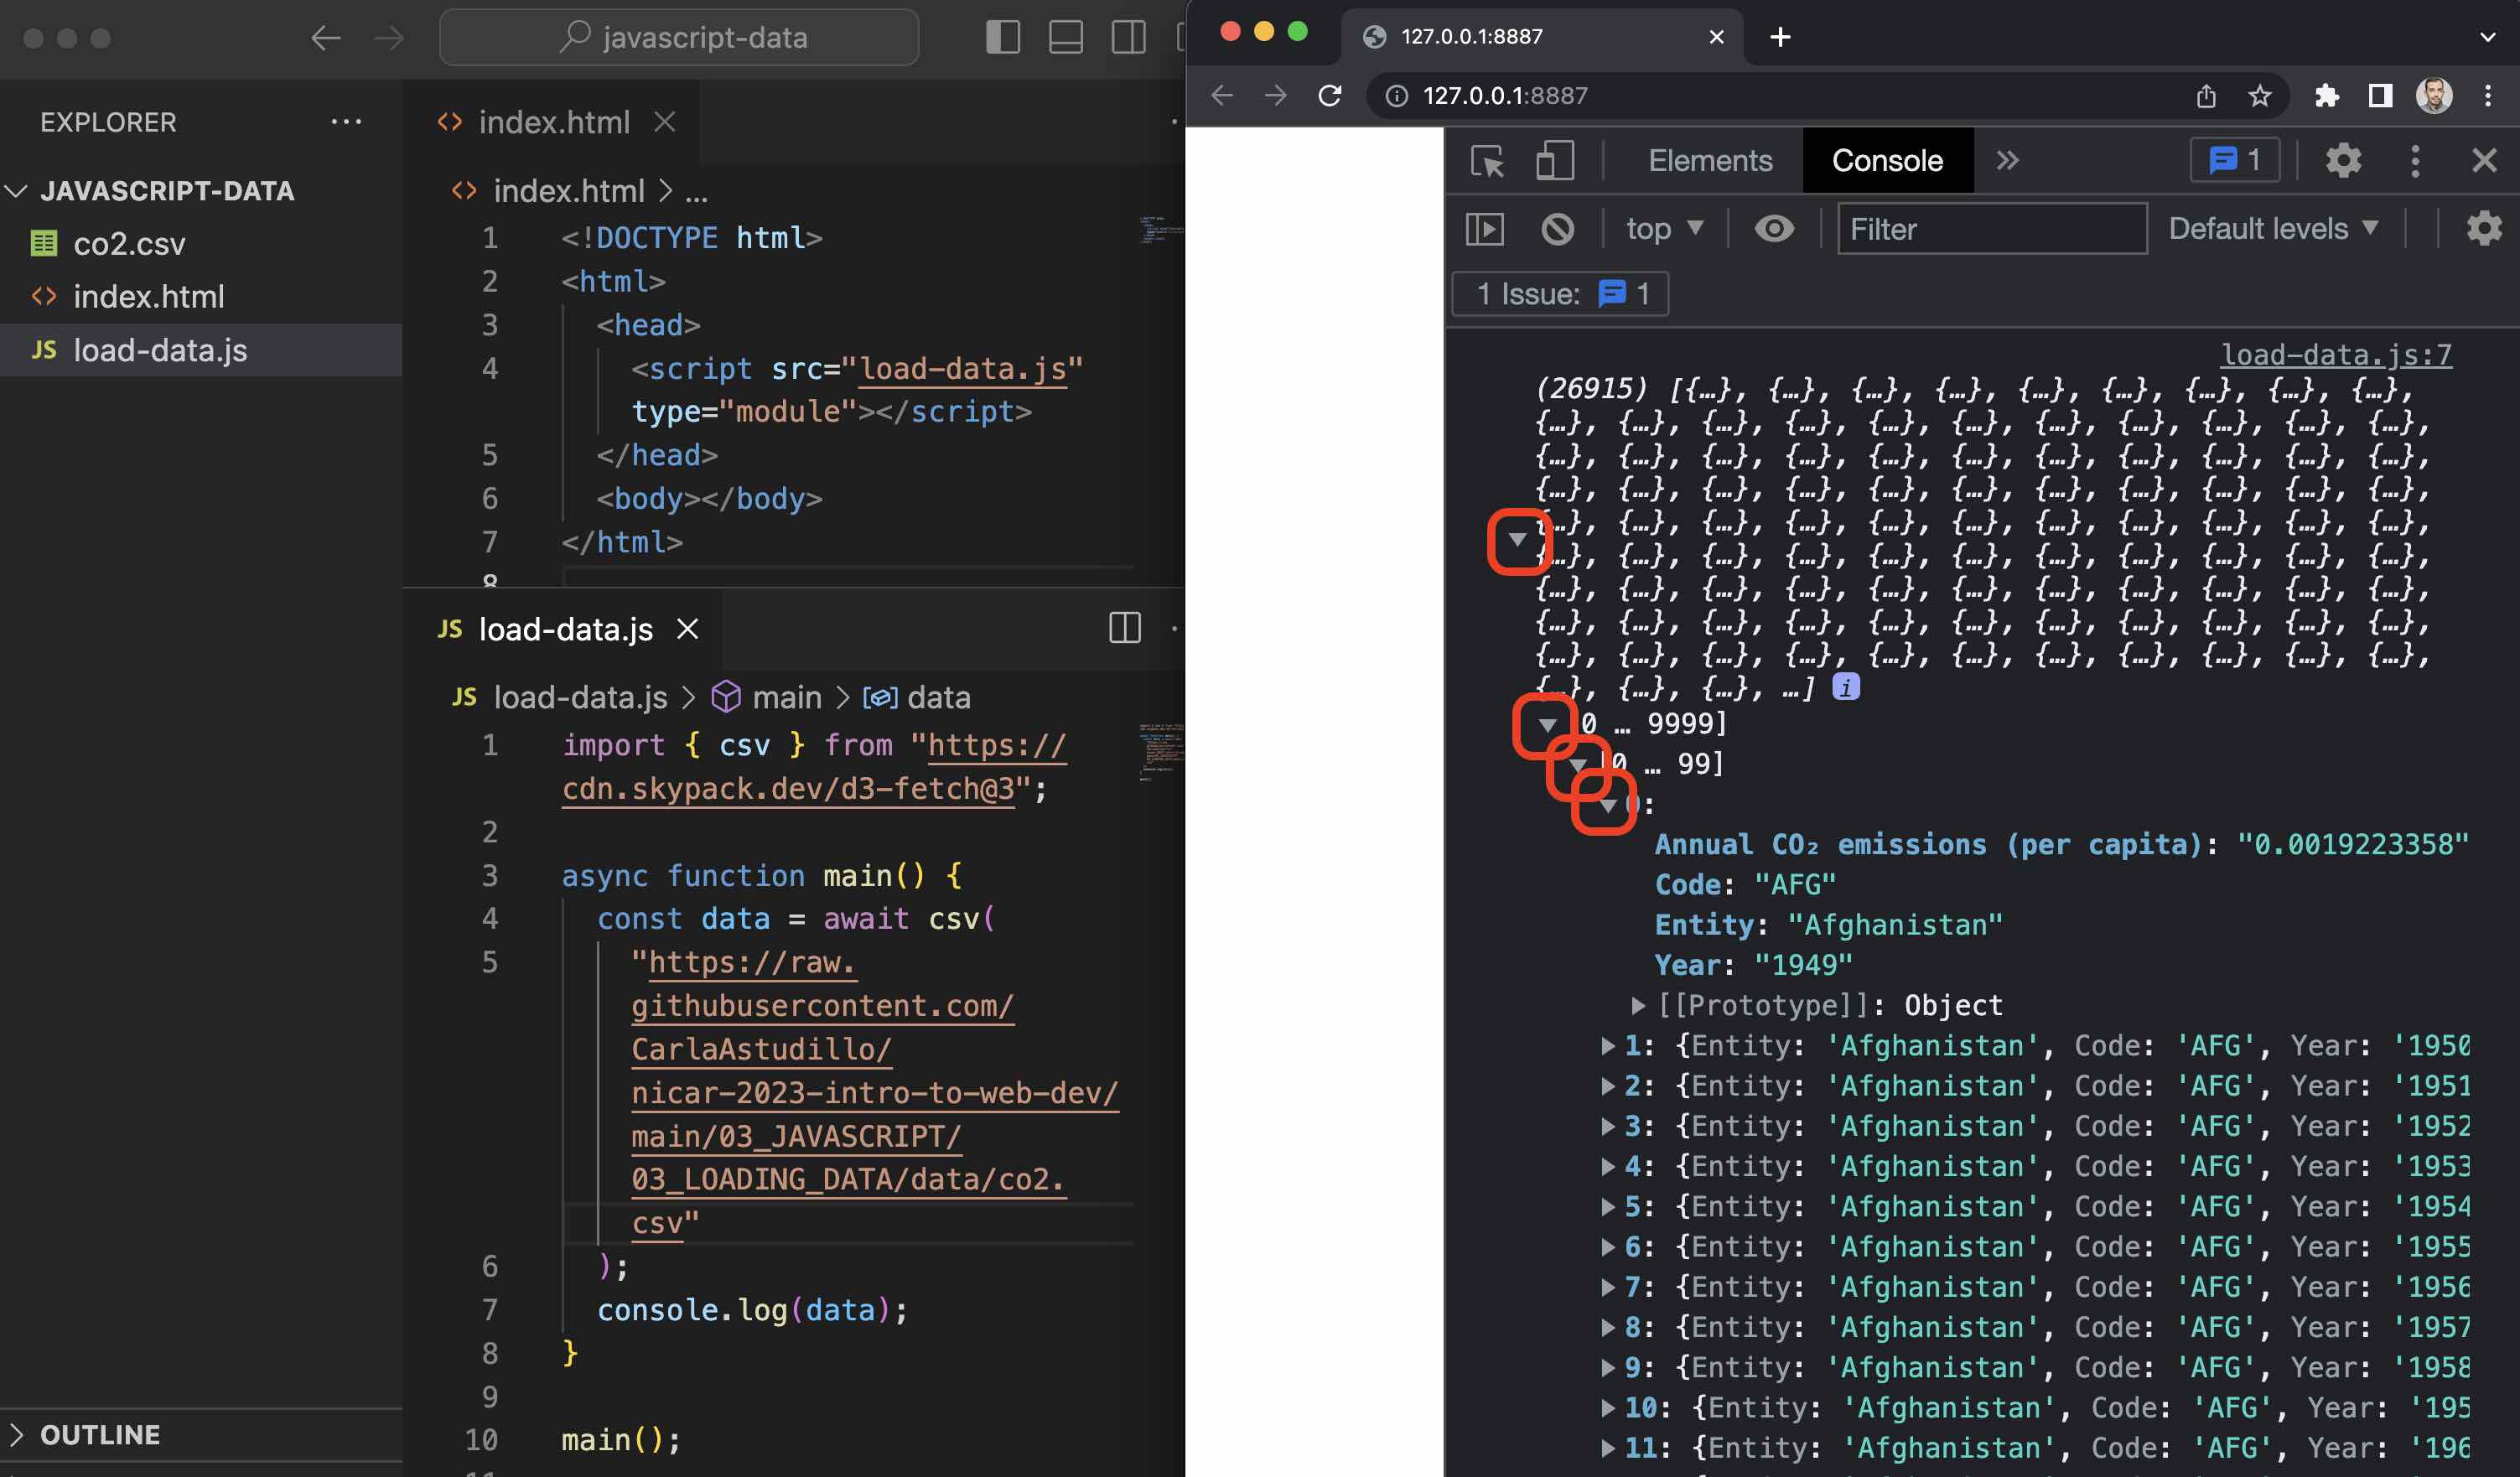 javascript-data
EXPLORER
JAVASCRIPT-DATA
co2.csv
index.html
JS load-data.js
OUTLINE
index.html
index.html > ...
1 <!DOCTYPE html>
2 <html>
3 <head>
4 <script src="load-data.js"
type="module"></script>
5 </head>
6 <body></body>
7 </html>
8
JS load-data.js
JS load-data.js > main > data
1 import { csv } from "https://
cdn.skypack.dev/d3-fetch@3";
2
3 async function main() {
4 const data = await csv(
5 "https://raw.
githubusercontent.com/
CarlaAstudillo/
nicar-2023-intro-to-web-dev/
main/03_JAVASCRIPT/
03_LOADING_DATA/data/co2.
csv"
6 );
7 console.log(data);
8 }
9
10 main();
11
127.0.0.1:8887
127.0.0.1:8887
Elements Console 1
top Filter Default levels
1 Issue: 1
load-data.js:7
(26915) [{…}, {…}, {…}, {…}, {…}, {…}, {…}, {…}, {…},
{…}, {…}, {…}, {…}, {…}, {…}, {…}, {…}, {…}, {…}, {…},
{…}, {…}, {…}, {…}, {…}, {…}, {…}, {…}, {…}, {…}, {…},
{…}, {…}, {…}, {…}, {…}, {…}, {…}, {…}, {…}, {…}, {…},
{…}, {…}, {…}, {…}, {…}, {…}, {…}, {…}, {…}, {…}, {…},
{…}, {…}, {…}, {…}, {…}, {…}, {…}, {…}, {…}, {…}, {…},
{…}, {…}, {…}, {…}, {…}, {…}, {…}, {…}, {…}, {…}, {…},
{…}, {…}, {…}, {…}, {…}, {…}, {…}, {…}, {…}, {…}, {…},
{…}, {…}, {…}, {…}, {…}, {…}, {…}, {…}, {…}, {…}, {…},
{…}, {…}, {…}, …] i
[0 … 9999]
[0 … 99]
0:
Annual CO₂ emissions (per capita): "0.0019223358"
Code: "AFG"
Entity: "Afghanistan"
Year: "1949"
[[Prototype]]: Object
1: {Entity: 'Afghanistan', Code: 'AFG', Year: '1950
2: {Entity: 'Afghanistan', Code: 'AFG', Year: '1951
3: {Entity: 'Afghanistan', Code: 'AFG', Year: '1952
4: {Entity: 'Afghanistan', Code: 'AFG', Year: '1953
5: {Entity: 'Afghanistan', Code: 'AFG', Year: '1954
6: {Entity: 'Afghanistan', Code: 'AFG', Year: '1955
7: {Entity: 'Afghanistan', Code: 'AFG', Year: '1956
8: {Entity: 'Afghanistan', Code: 'AFG', Year: '1957
9: {Entity: 'Afghanistan', Code: 'AFG', Year: '1958
10: {Entity: 'Afghanistan', Code: 'AFG', Year: '195
11: {Entity: 'Afghanistan', Code: 'AFG', Year: '196